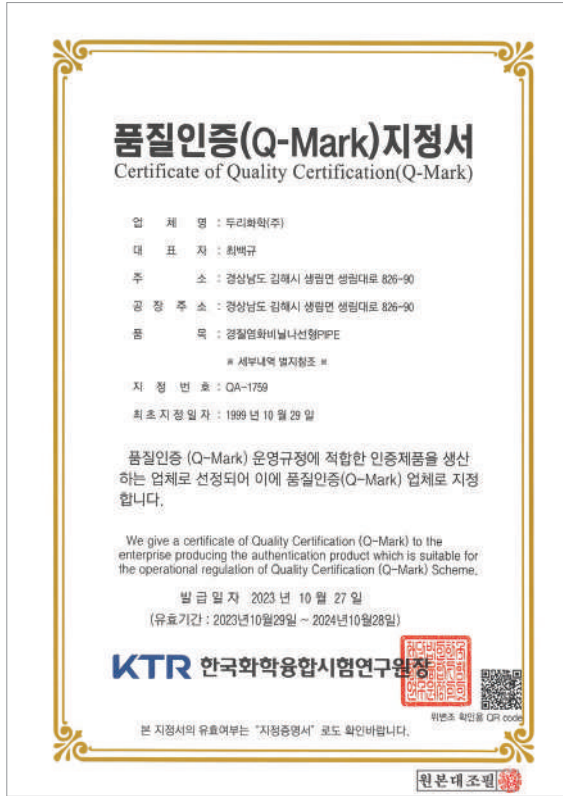 품질인증(Q-Mark)지정서
Certificate of Quality Certification(Q-Mark)
업 체 명 : 두리화학(주)
대 표 자 : 최백규
주 소 : 경상남도 김해시 생림면 생림대로 826-90
공 장 주 소 : 경상남도 김해시 생림면 생림대로 826-90
품 목 : 경질염화비닐나선형PIPE
※ 세부내역 별지참조 ※
지 정 번 호 : QA-1759
최초지정일자 : 1999 년 10 월 29 일
품질인증 (Q-Mark) 운영규정에 적합한 인증제품을 생산
하는 업체로 선정되어 이에 품질인증(Q-Mark) 업체로 지정
합니다.
We give a certificate of Quality Certification (Q-Mark) to the
enterprise producing the authentication product which is suitable for
the operational regulation of Quality Certification (Q-Mark) Scheme.
발 급 일 자 2023 년 10 월 27 일
(유효기간 : 2023년10월29일 ~ 2024년10월28일)
KTR 한국화학융합시험연구원장
위변조 확인용 QR code
본 지정서의 유효여부는 "지정증명서" 로도 확인바랍니다.
원본대조필